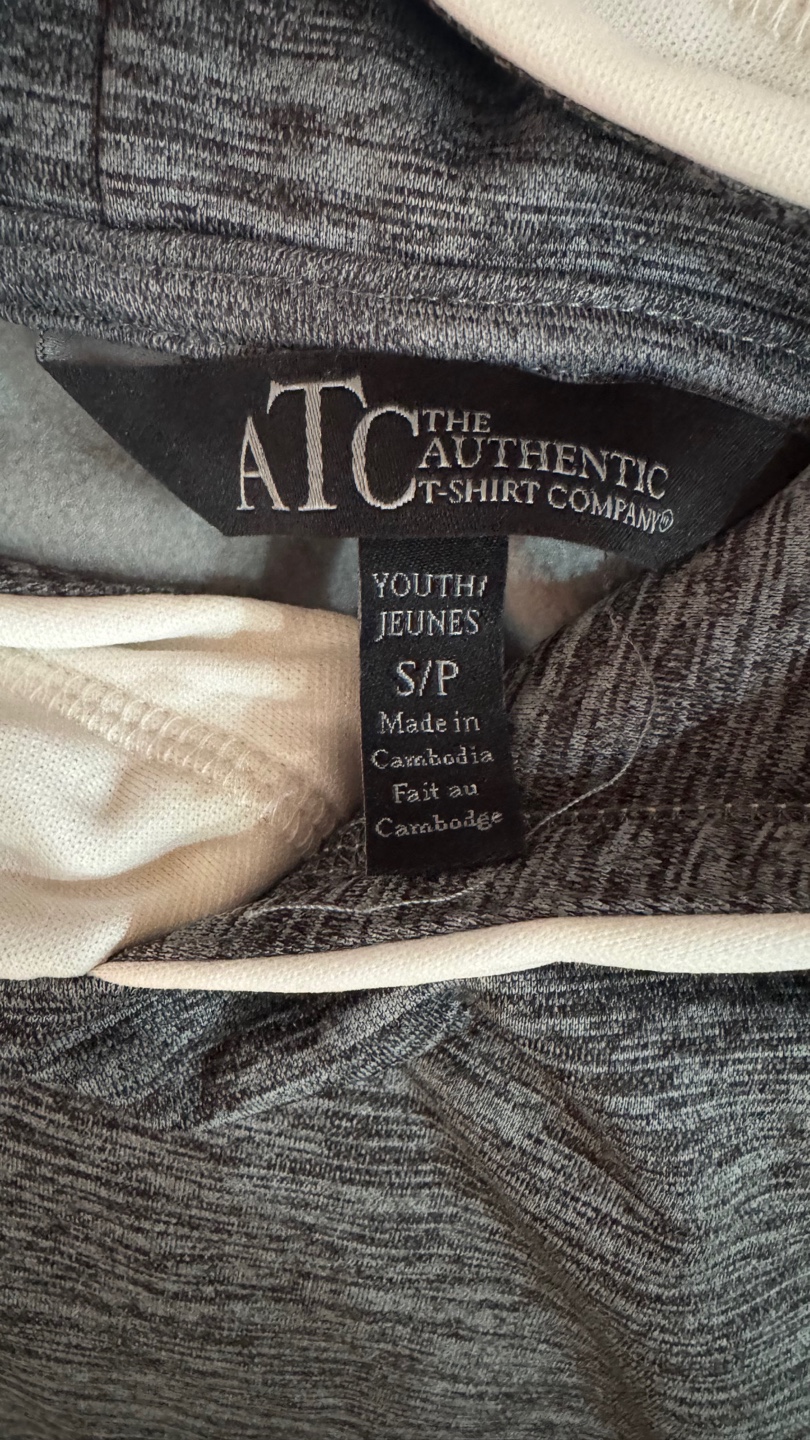 ATC THE
AUTHENTIC
T-SHIRT COMPANY®
YOUTH/
JEUNES
S/P
Made in
Cambodia
Fait au
Cambodge